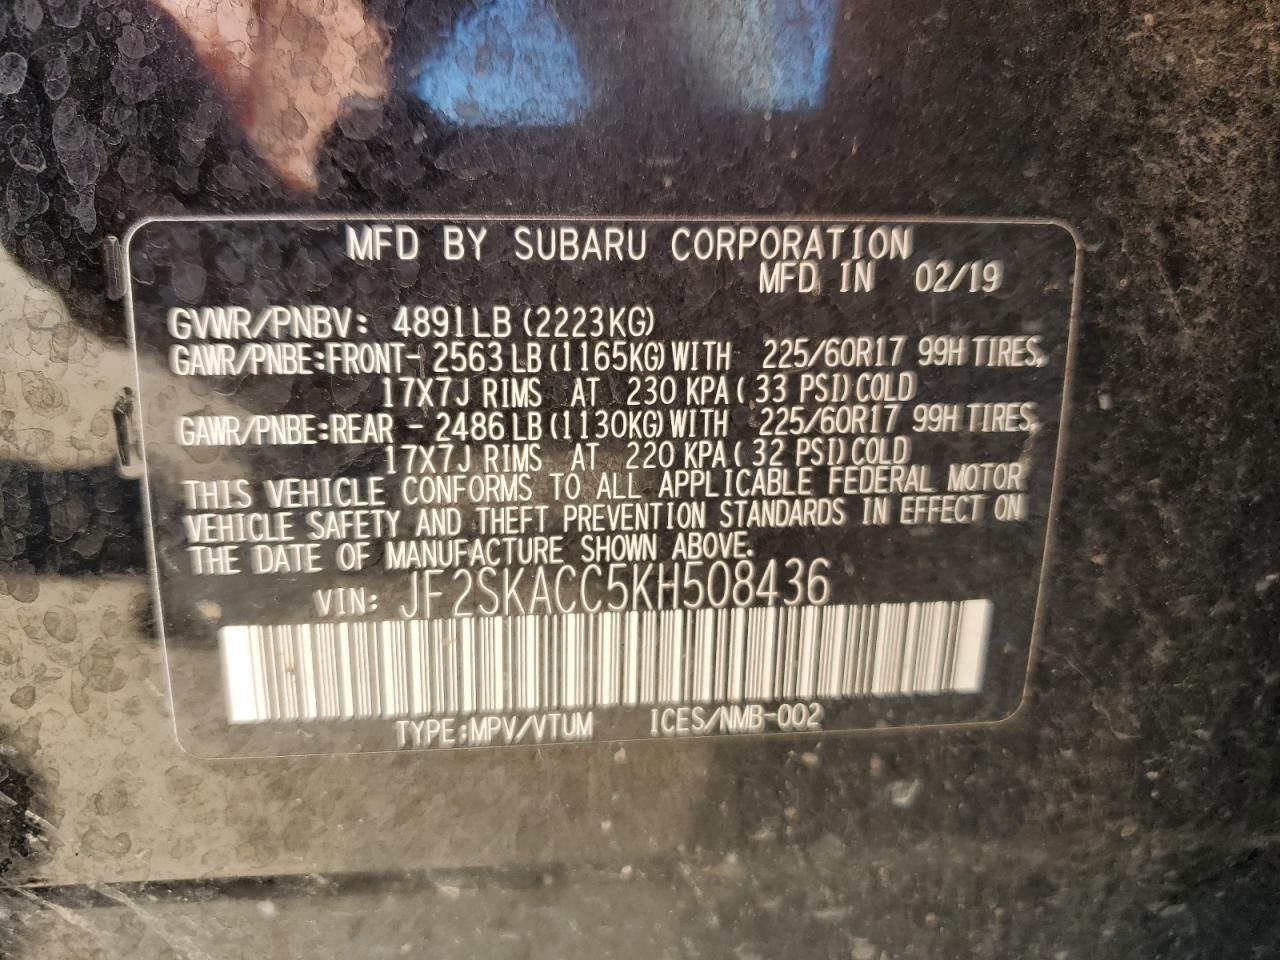 MFD BY SUBARU CORPORATION
MFD IN 02/19
GVWR/PNBV: 4891LB (2223KG)
GAWR/PNBE:FRONT- 2563 LB (1165KG) WITH 225/60R17 99H TIRES,
17X7J RIMS AT 230 KPA ( 33 PSI) COLD
GAWR/PNBE:REAR - 2486 LB (1130KG) WITH 225/60R17 99H TIRES,
17X7J RIMS AT 220 KPA ( 32 PSI) COLD
THIS VEHICLE CONFORMS TO ALL APPLICABLE FEDERAL MOTOR
VEHICLE SAFETY AND THEFT PREVENTION STANDARDS IN EFFECT ON
THE DATE OF MANUFACTURE SHOWN ABOVE.
VIN: JF2SKACC5KH508436
TYPE:MPV/VTUM ICES/NMB-002